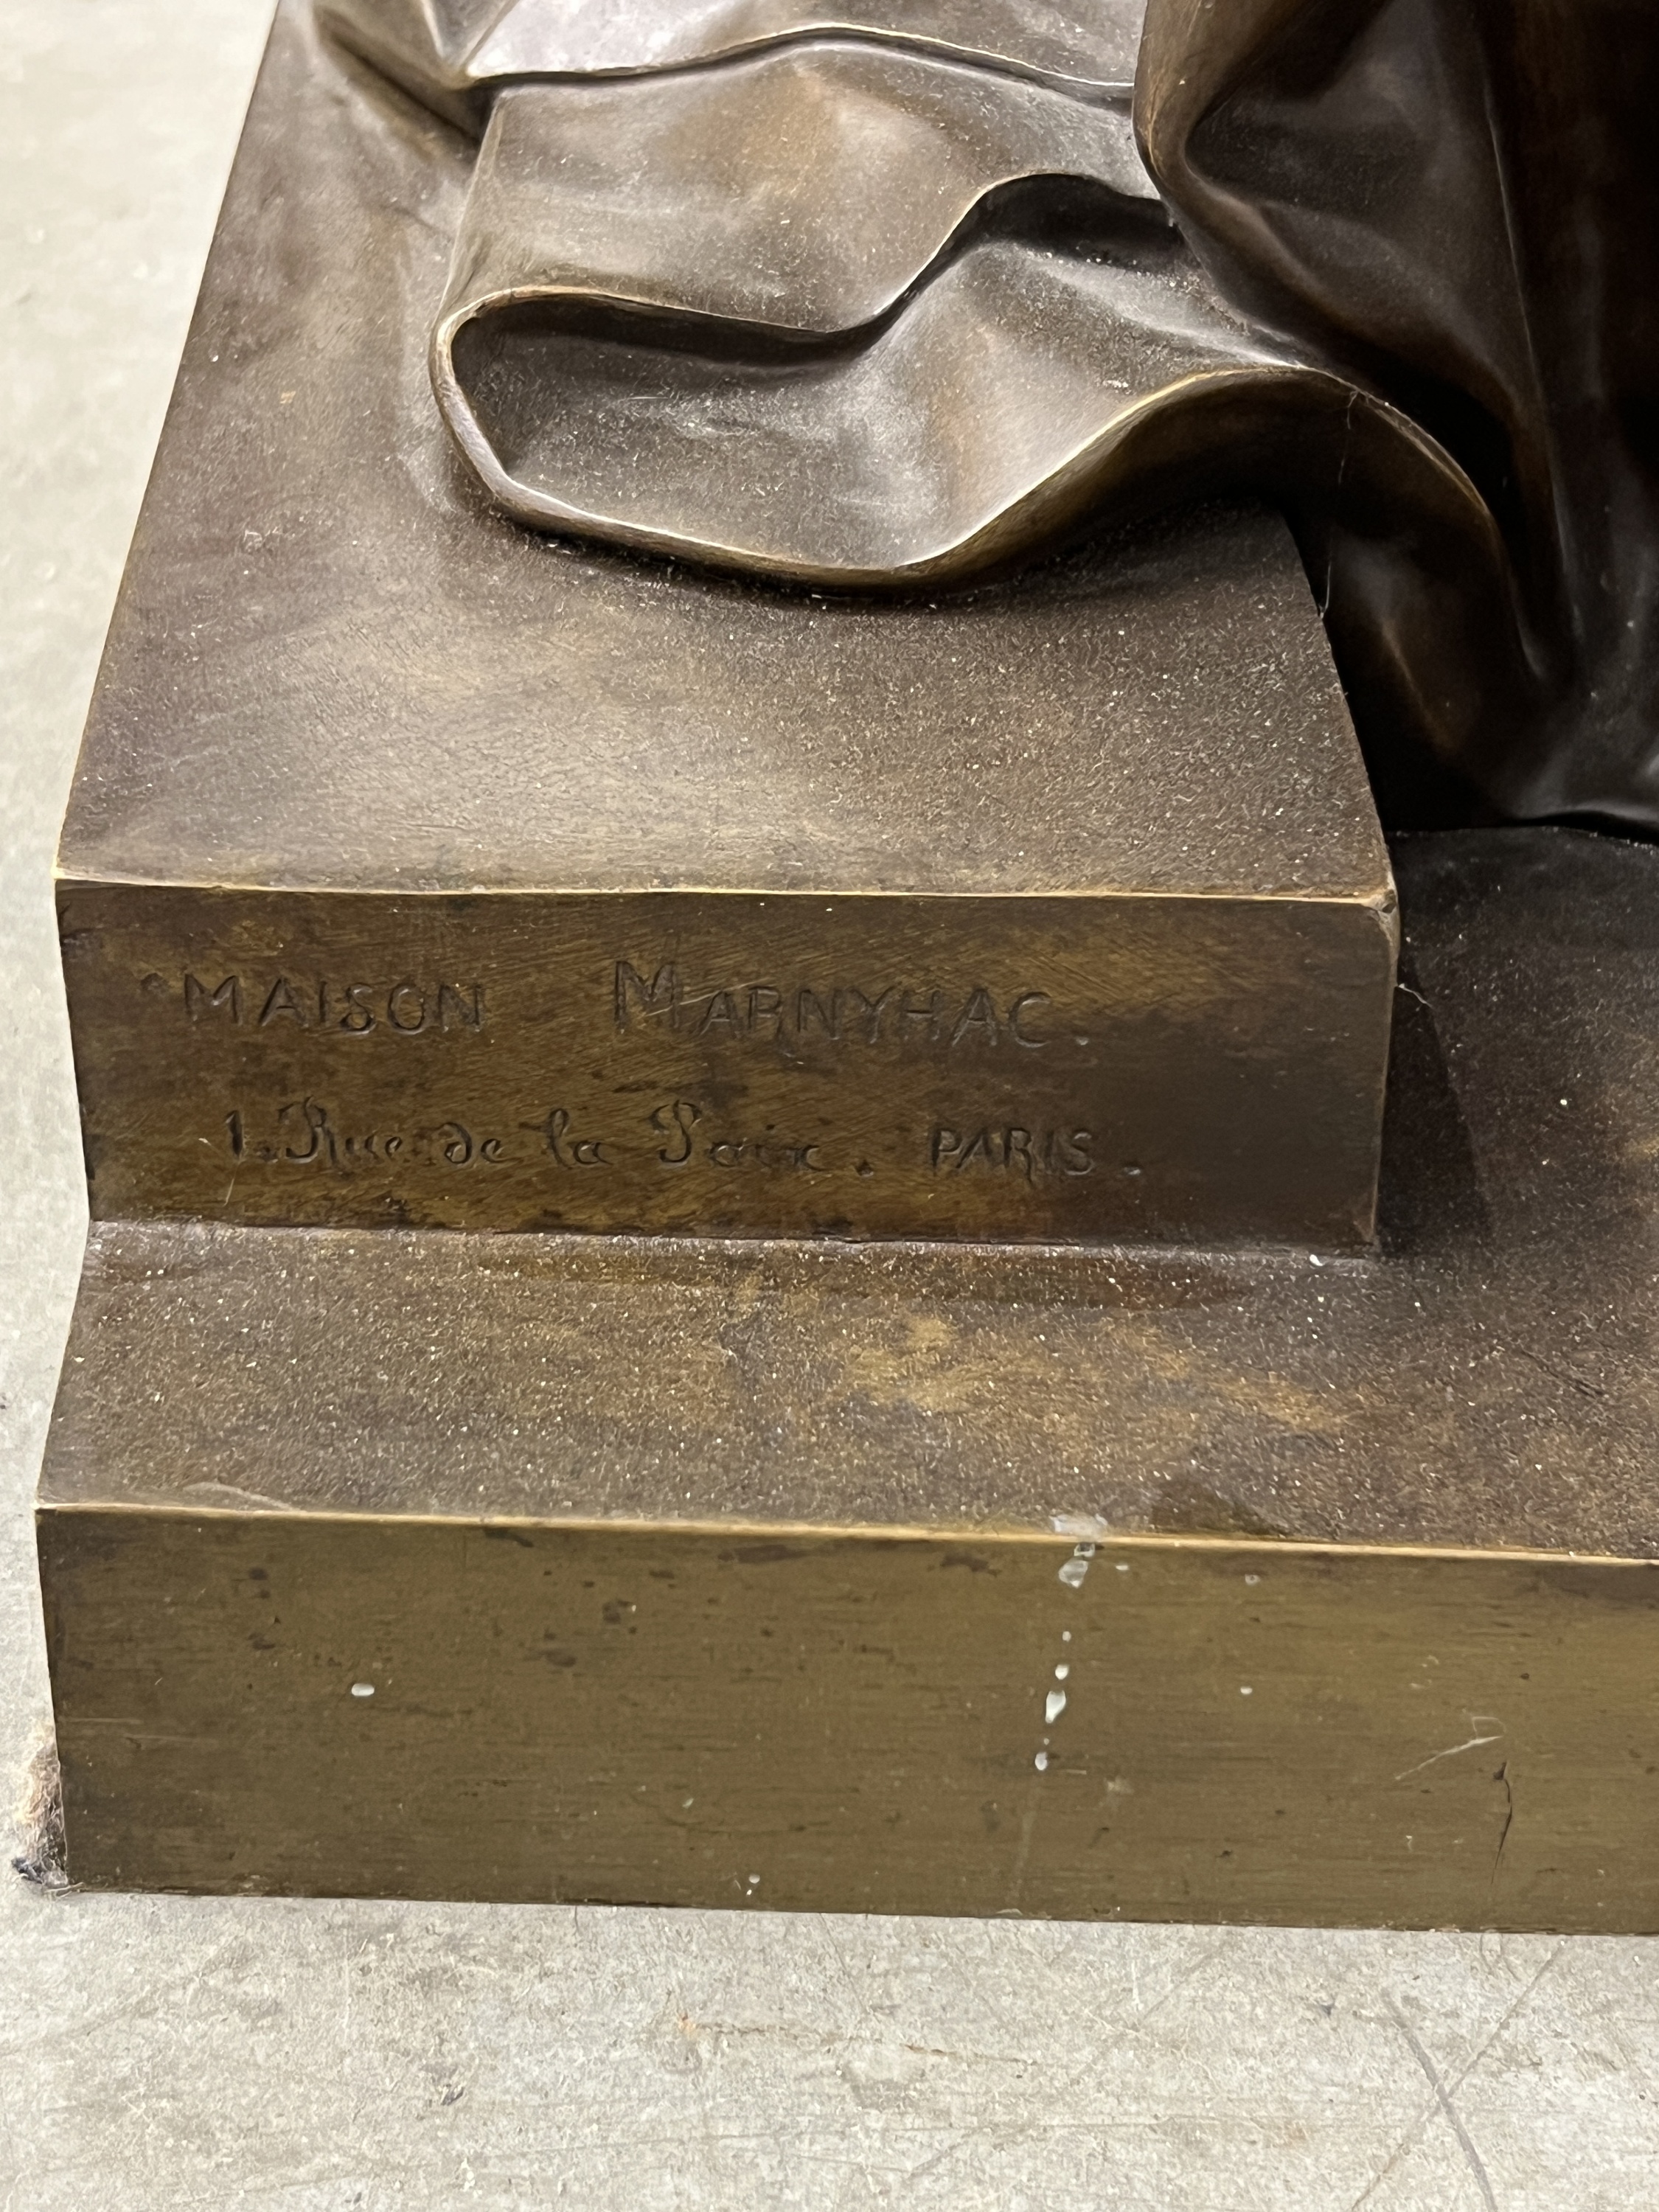 MAISON MARNYHAC.
1. Rue de la Paix. PARIS.